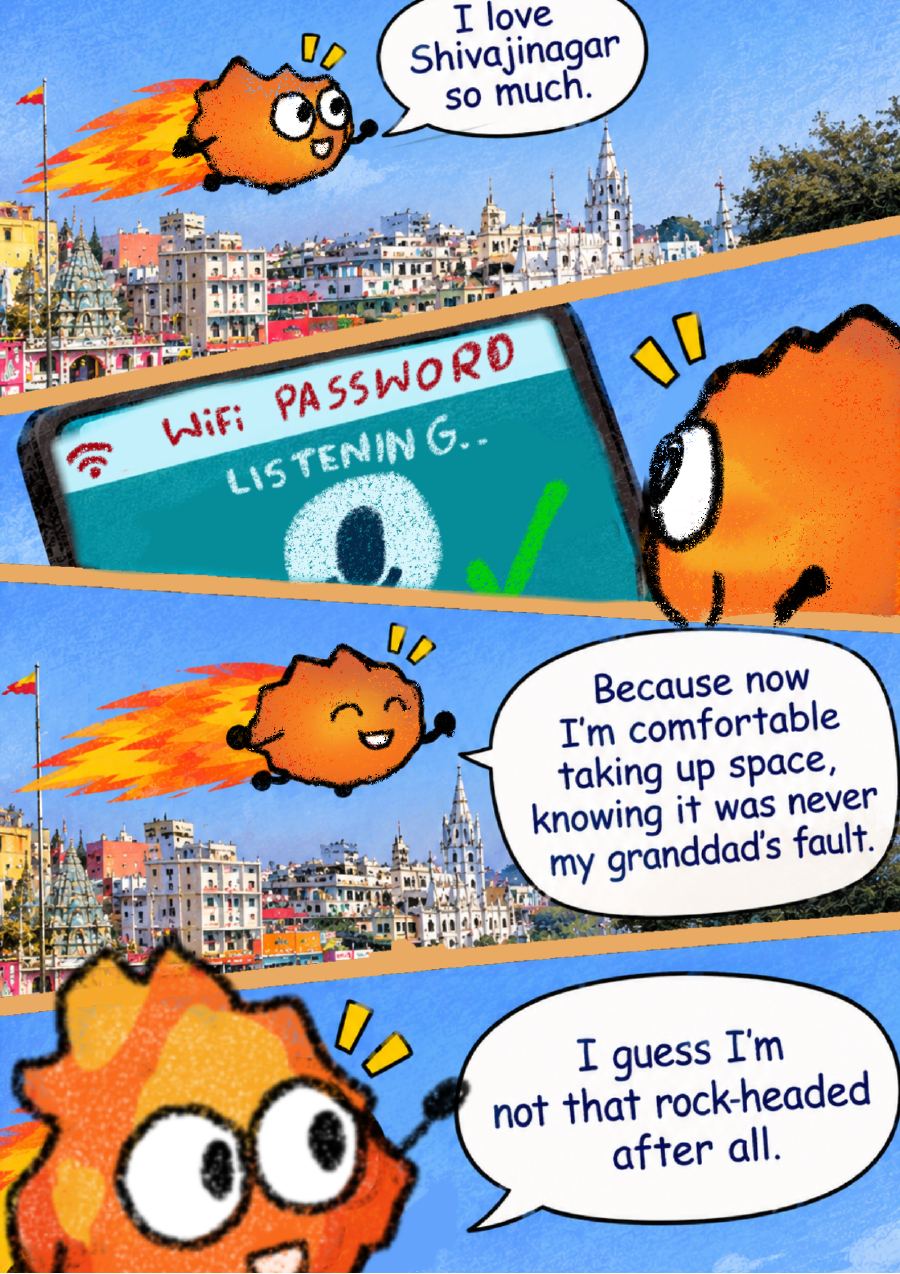 I love
Shivajinagar
so much.
WiFi PASSWORD
LISTENING..
Because now
I'm comfortable
taking up space,
knowing it was never
my granddad's fault.
I guess I'm
not that rock-headed
after all.